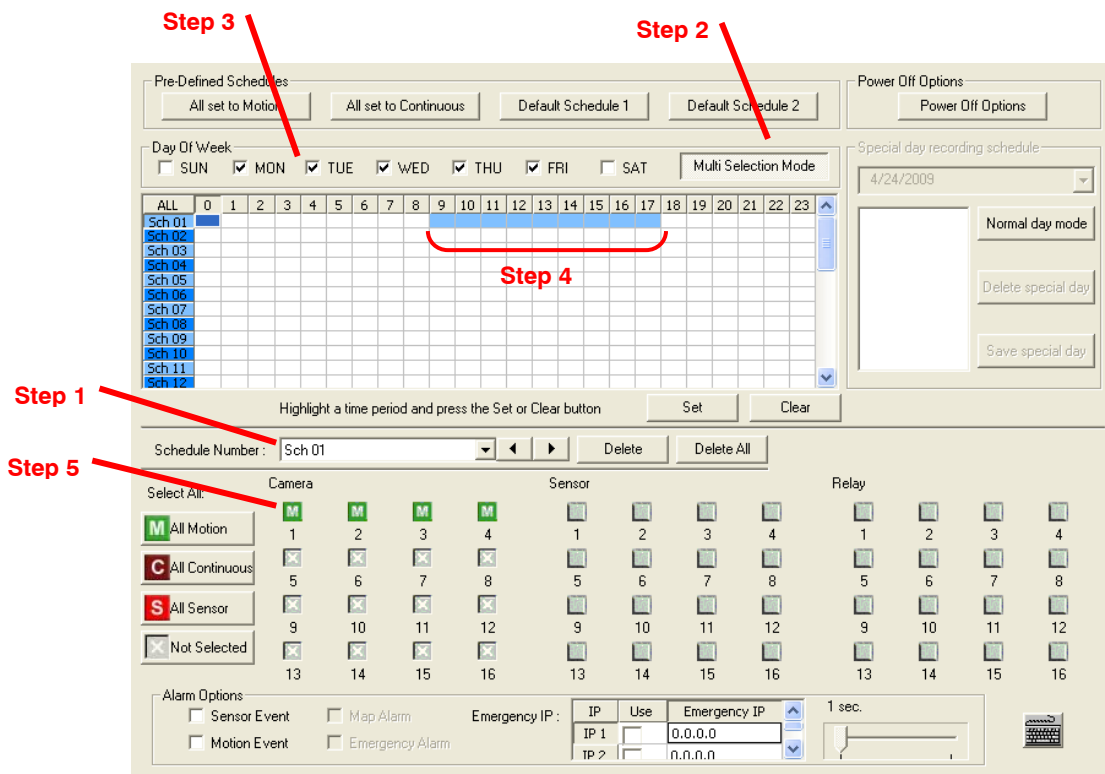 Step 3
Step 2
Pre-Defined Schedules
All set to Motion All set to Continuous Default Schedule 1 Default Schedule 2
Power Off Options
Power Off Options
Day Of Week
SUN MON TUE WED THU FRI SAT Multi Selection Mode
Special day recording schedule
4/24/2009
ALL 0 1 2 3 4 5 6 7 8 9 10 11 12 13 14 15 16 17 18 19 20 21 22 23
Sch 01
Sch 02
Sch 03
Sch 04
Sch 05
Sch 06
Sch 07
Sch 08
Sch 09
Sch 10
Sch 11
Sch 12
Step 4
Normal day mode
Delete special day
Save special day
Step 1
Highlight a time period and press the Set or Clear button Set Clear
Schedule Number : Sch 01 Delete Delete All
Step 5
Select All:
M All Motion
C All Continuous
S All Sensor
Not Selected
Camera
M M M M
1 2 3 4
5 6 7 8
9 10 11 12
13 14 15 16
Sensor
1 2 3 4
5 6 7 8
9 10 11 12
13 14 15 16
Relay
1 2 3 4
5 6 7 8
9 10 11 12
13 14 15 16
Alarm Options
Sensor Event Map Alarm
Motion Event Emergency Alarm
Emergency IP :
IP Use Emergency IP
IP 1 0.0.0.0
IP 2 0.0.0.0
1 sec.